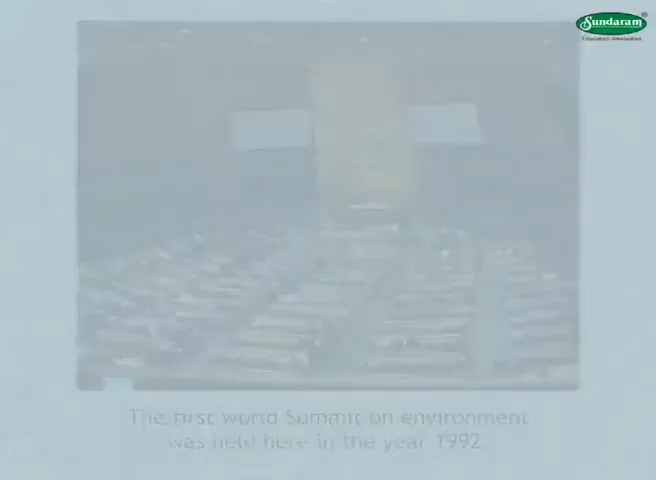 Sundaram
The first world Summit on environment
was held here in the year 1992.